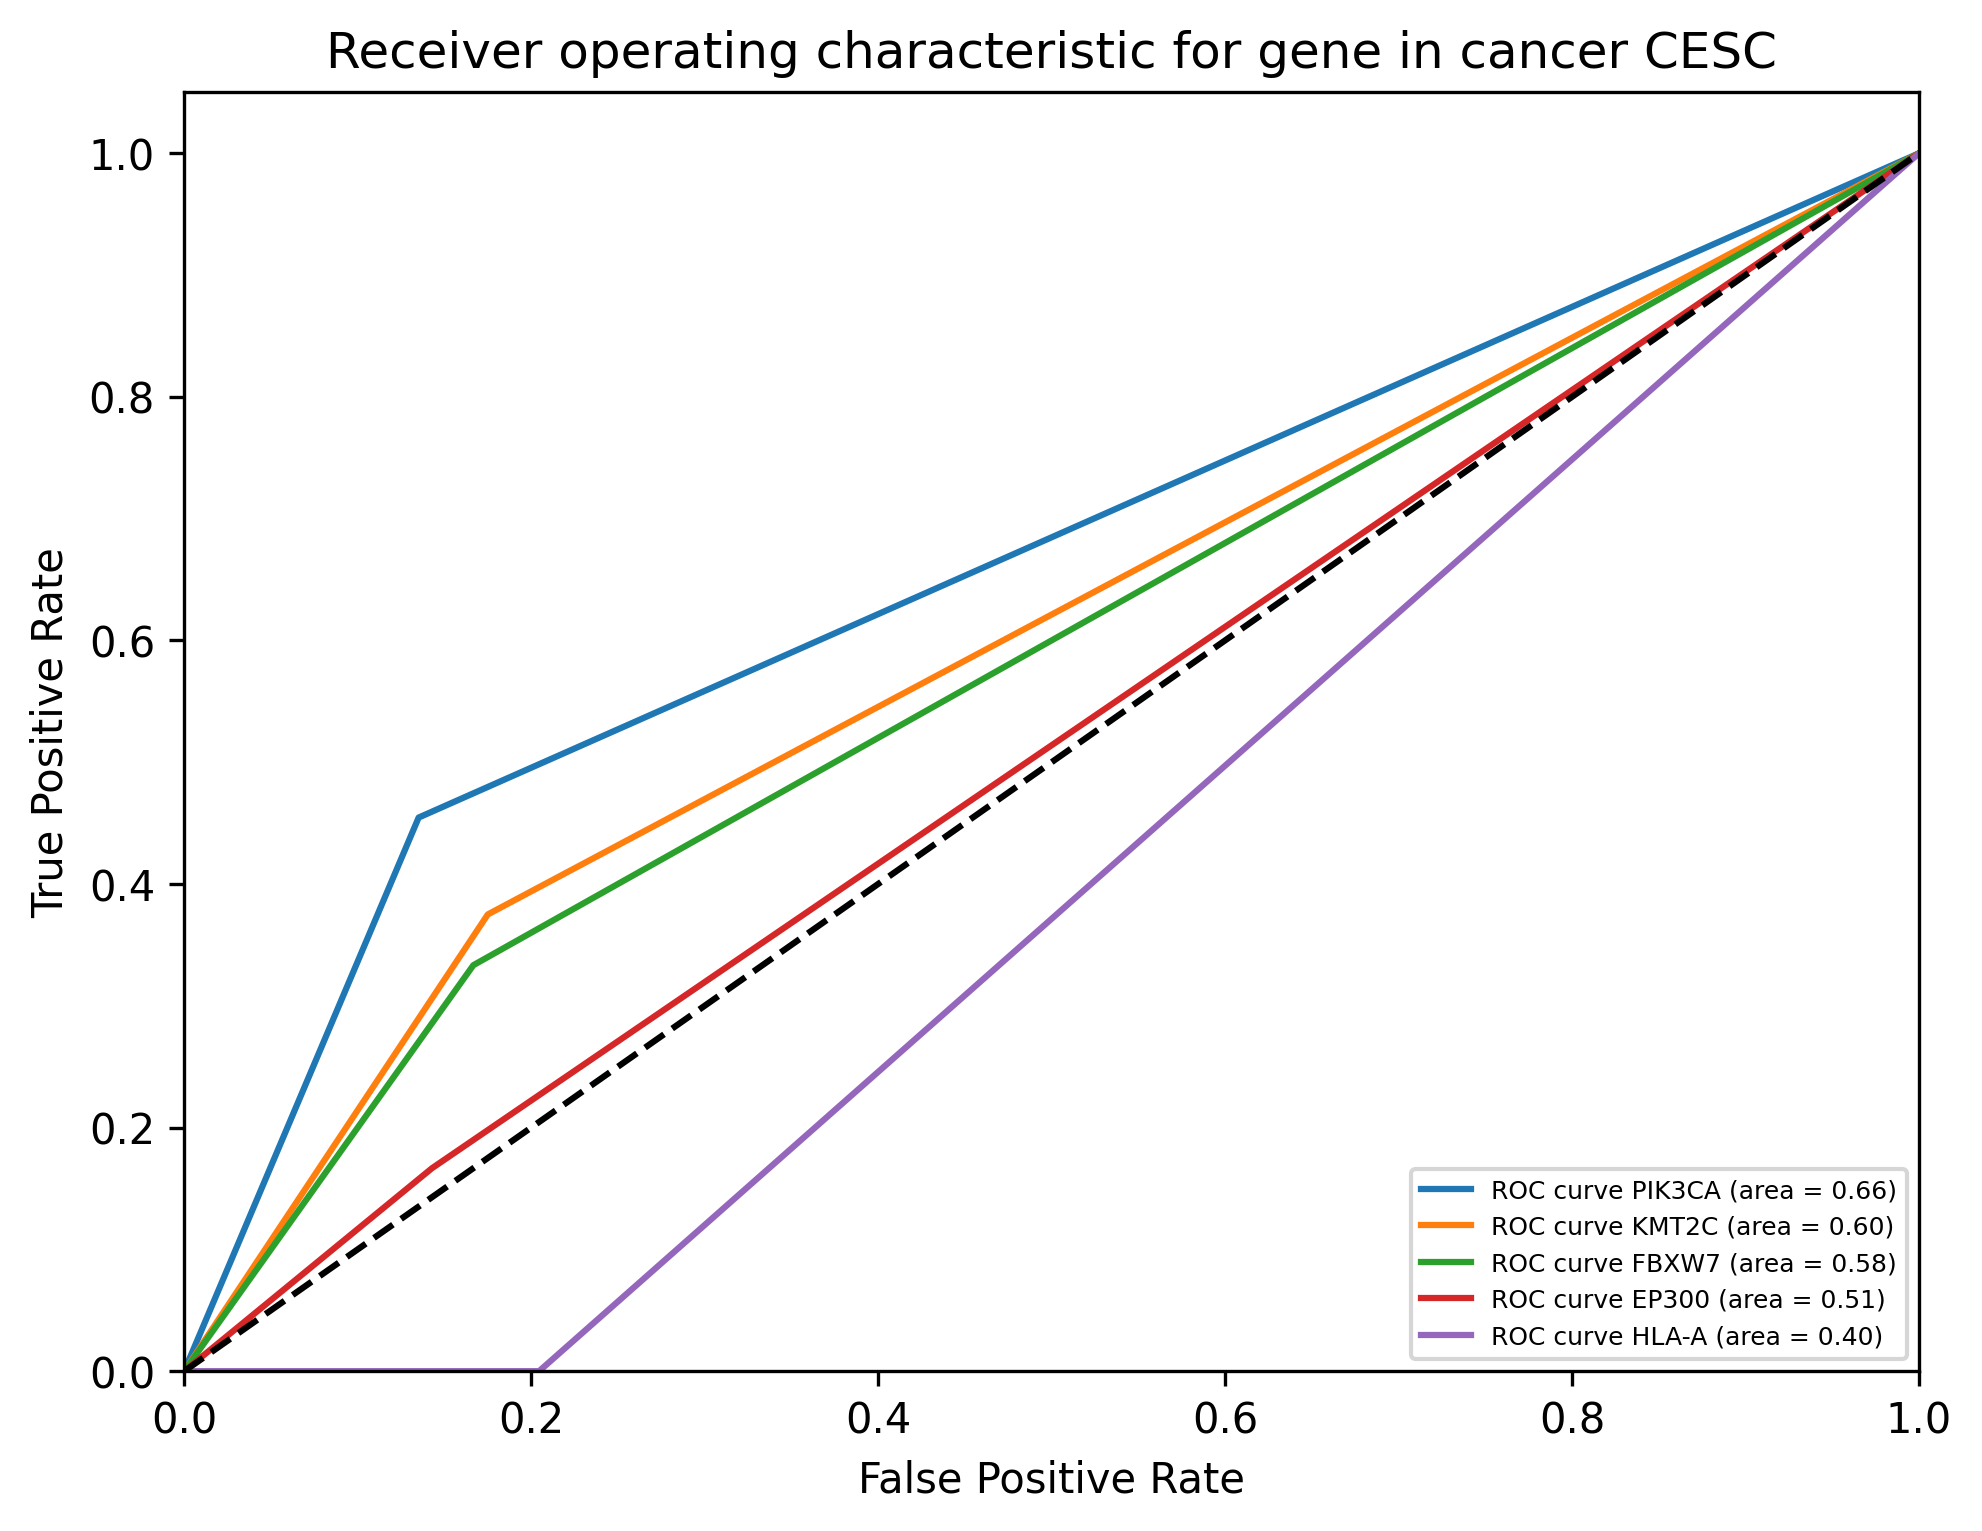 Receiver operating characteristic for gene in cancer CESC
1.0
0.8
0.6
0.4
0.2
0.0
True Positive Rate
0.0 0.2 0.4 0.6 0.8 1.0
False Positive Rate
ROC curve PIK3CA (area = 0.66)
ROC curve KMT2C (area = 0.60)
ROC curve FBXW7 (area = 0.58)
ROC curve EP300 (area = 0.51)
ROC curve HLA-A (area = 0.40)